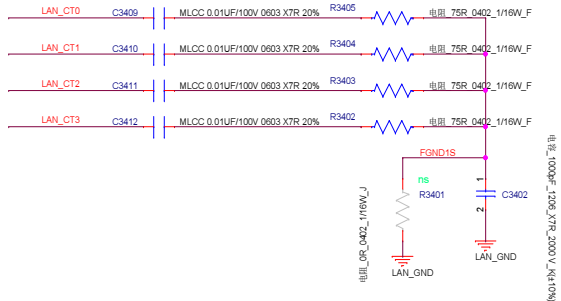 LAN_CT0 C3409 MLCC 0.01UF/100V 0603 X7R 20% R3405 电阻_75R_0402_1/16W_F
LAN_CT1 C3410 MLCC 0.01UF/100V 0603 X7R 20% R3404 电阻_75R_0402_1/16W_F
LAN_CT2 C3411 MLCC 0.01UF/100V 0603 X7R 20% R3403 电阻_75R_0402_1/16W_F
LAN_CT3 C3412 MLCC 0.01UF/100V 0603 X7R 20% R3402 电阻_75R_0402_1/16W_F
FGND1S
ns
R3401
电阻_0R_0402_1/16W_J
LAN_GND
1
C3402
2
LAN_GND
电容_1000pF_1206_X7R_2000V_K(±10%)